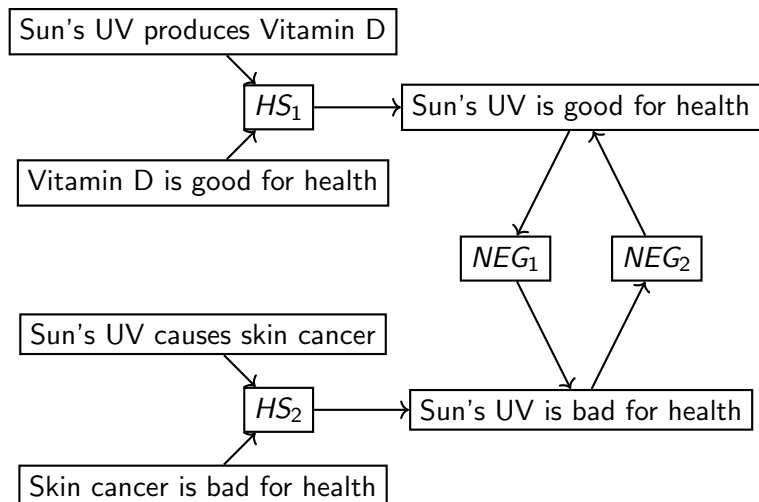 Sun's UV produces Vitamin D
HS₁
Sun's UV is good for health
Vitamin D is good for health
NEG₁
NEG₂
Sun's UV causes skin cancer
HS₂
Sun's UV is bad for health
Skin cancer is bad for health